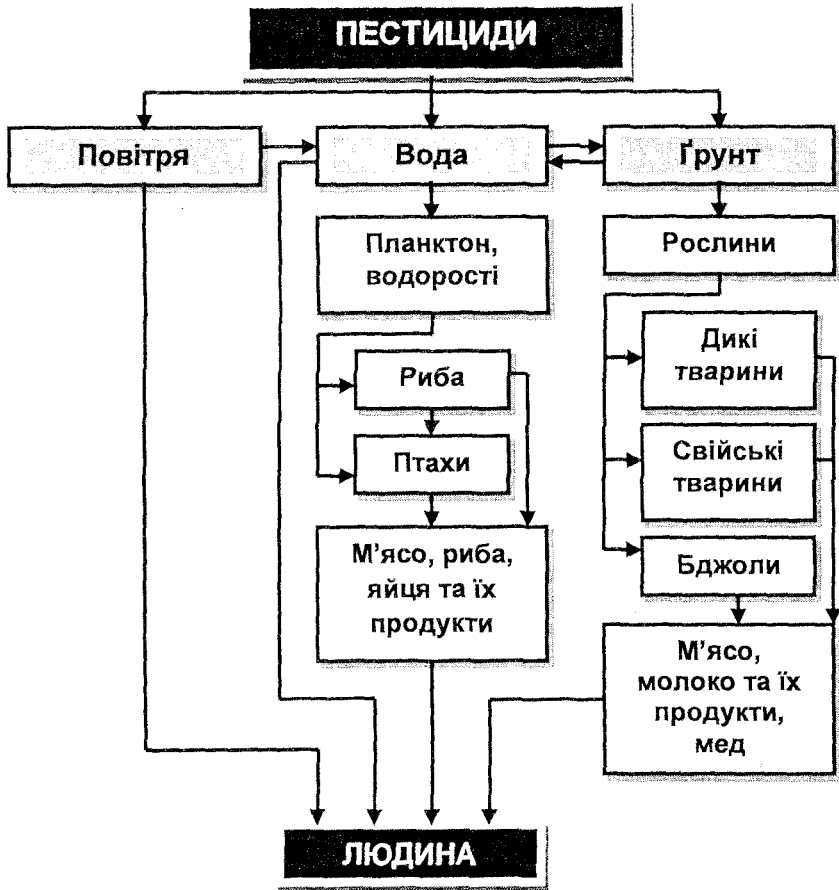 ПЕСТИЦИДИ
Повітря
Вода
Ґрунт
Планктон,
водорості
Рослини
Риба
Дикі
тварини
Птахи
Свійські
тварини
М'ясо, риба,
яйця та їх
продукти
Бджоли
М'ясо,
молоко та їх
продукти,
мед
ЛЮДИНА